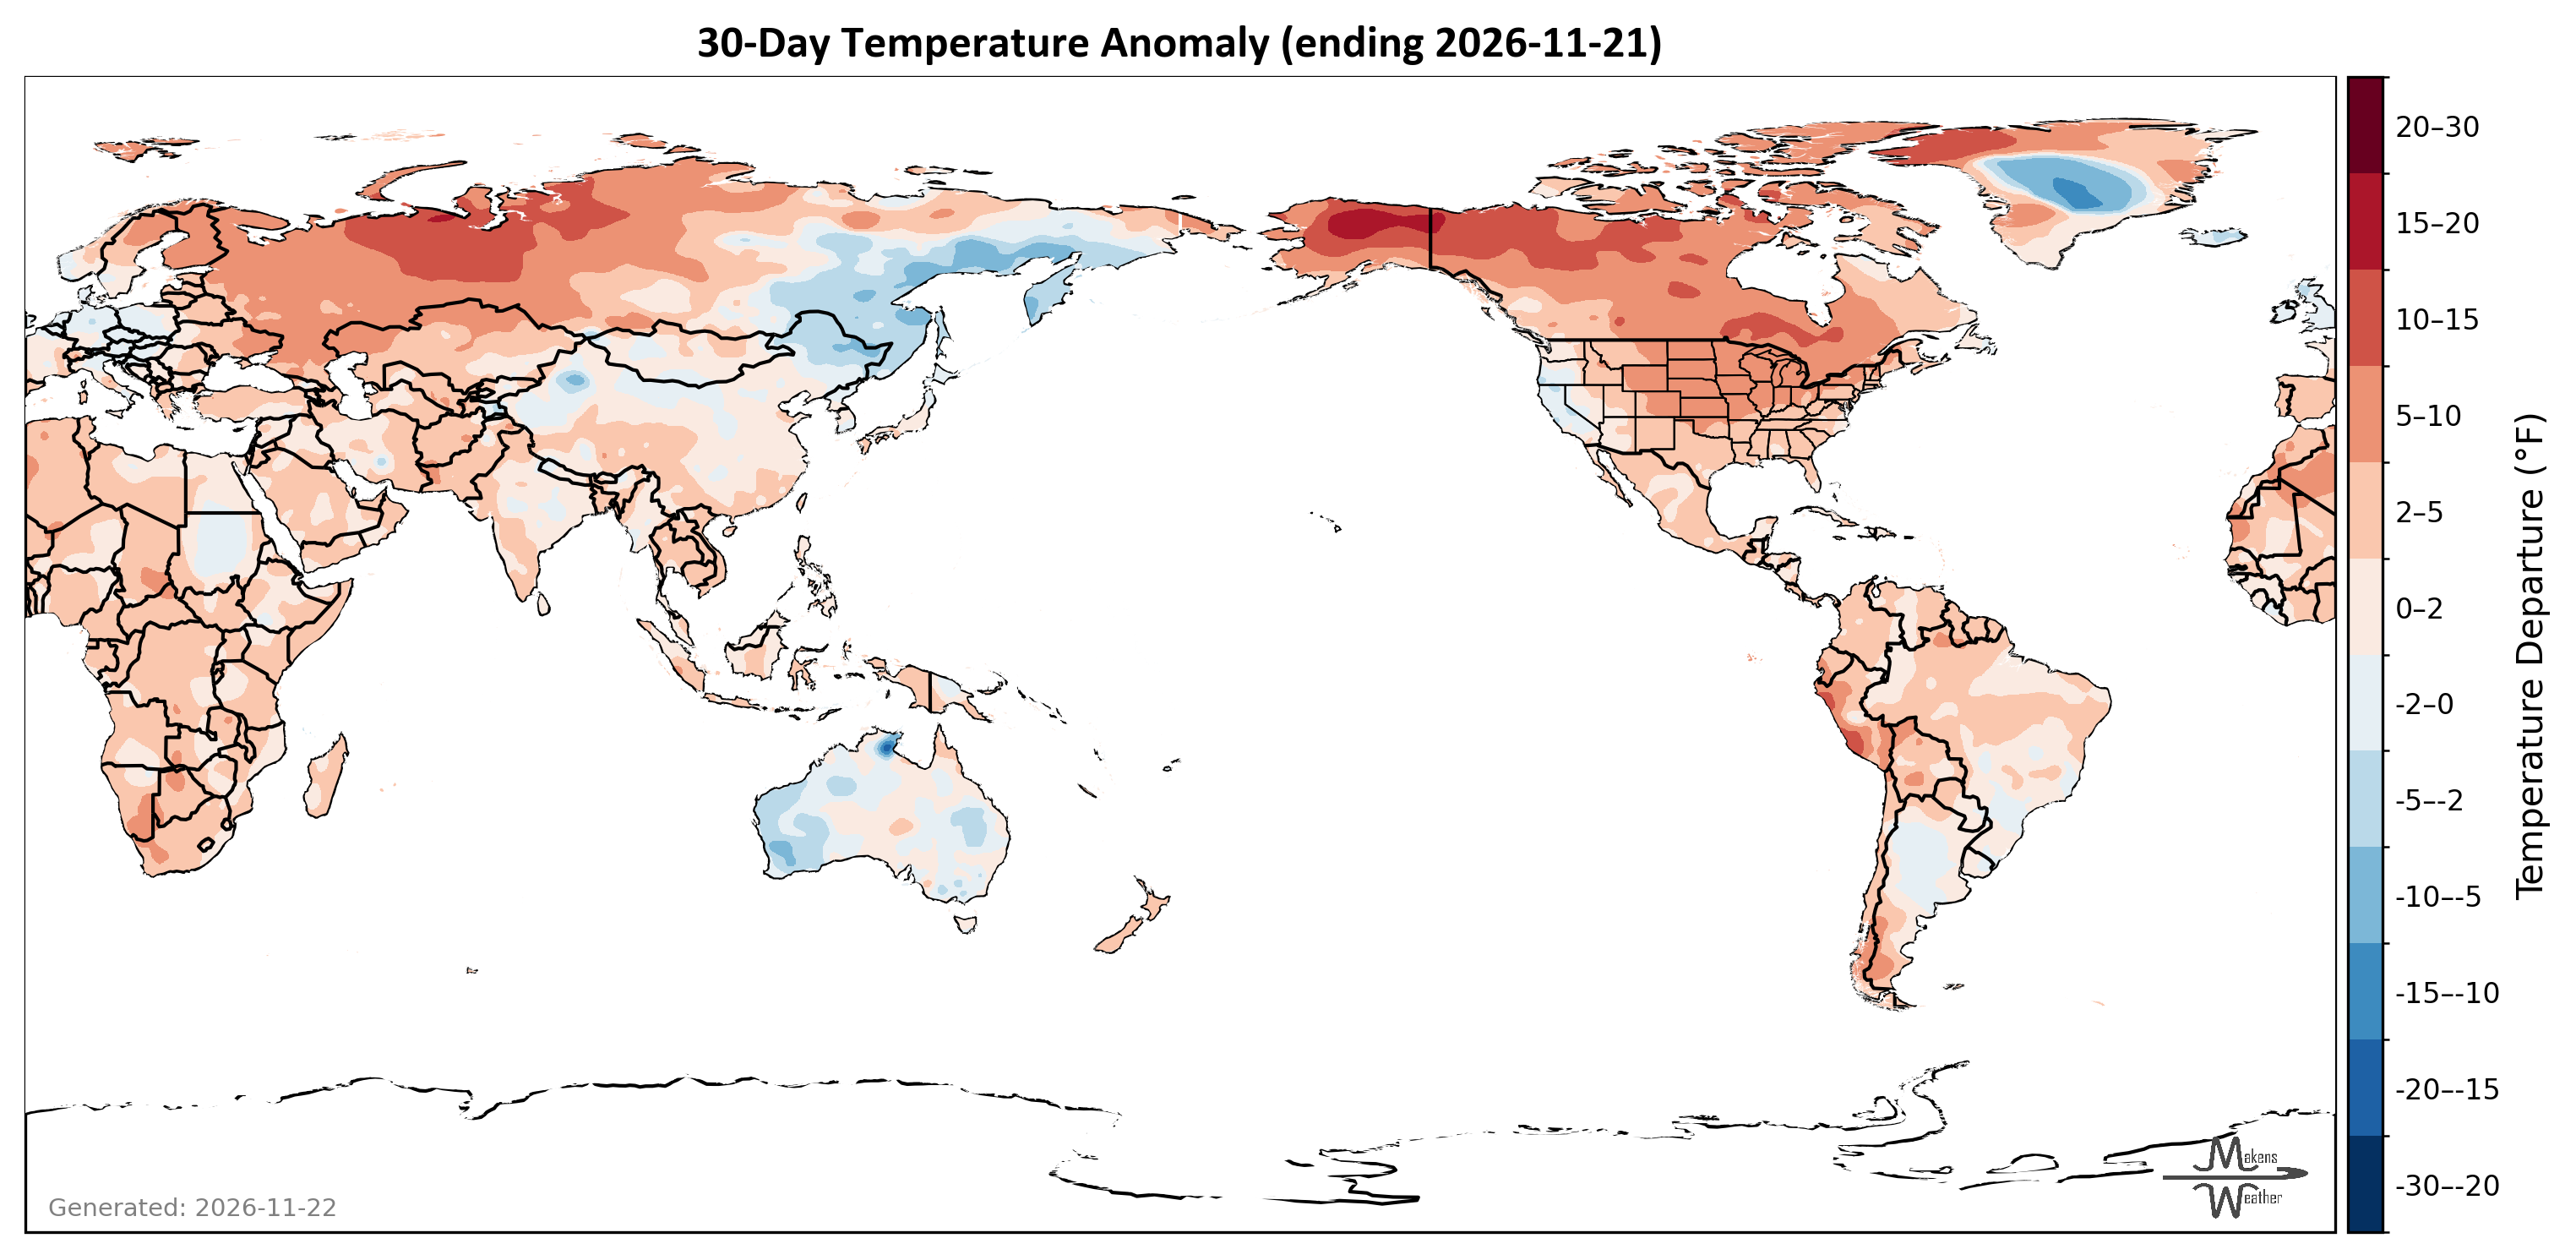 30-Day Temperature Anomaly (ending 2026-11-21)
20–30
15–20
10–15
5–10
2–5
0–2
-2–0
-5–-2
-10–-5
-15–-10
-20–-15
-30–-20
Temperature Departure (°F)
Generated: 2026-11-22
Makens
Weather